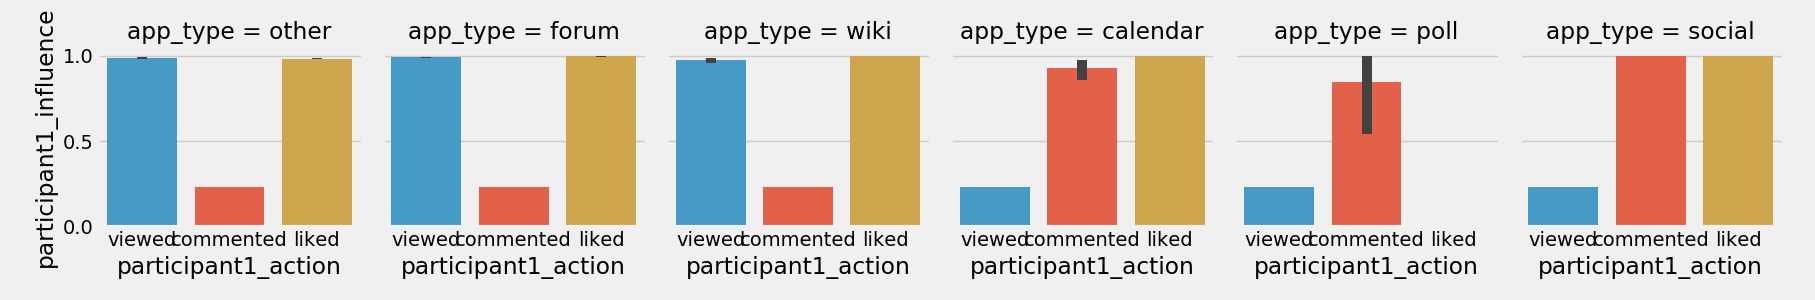 app_type = other app_type = forum app_type = wiki app_type = calendar app_type = poll app_type = social
participant1_influence
1.0
0.5
0.0
viewed commented liked viewed commented liked viewed commented liked viewed commented liked viewed commented liked viewed commented liked
participant1_action participant1_action participant1_action participant1_action participant1_action participant1_action